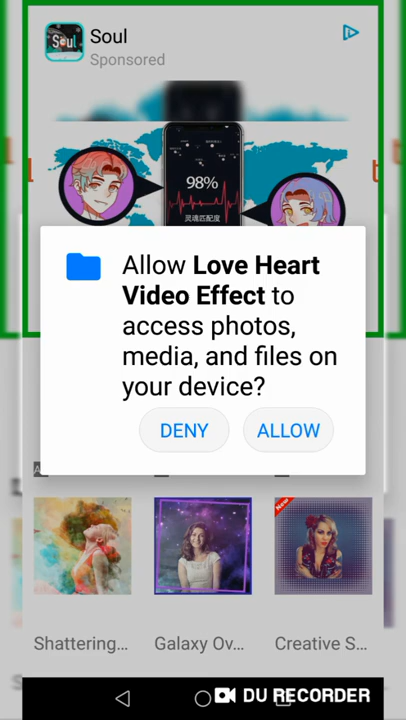 Soul
Soul
Sponsored
98%
灵魂匹配度
Allow Love Heart
Video Effect to
access photos,
media, and files on
your device?
DENY
ALLOW
New
Shattering...
Galaxy Ov...
Creative S...
DU RECORDER